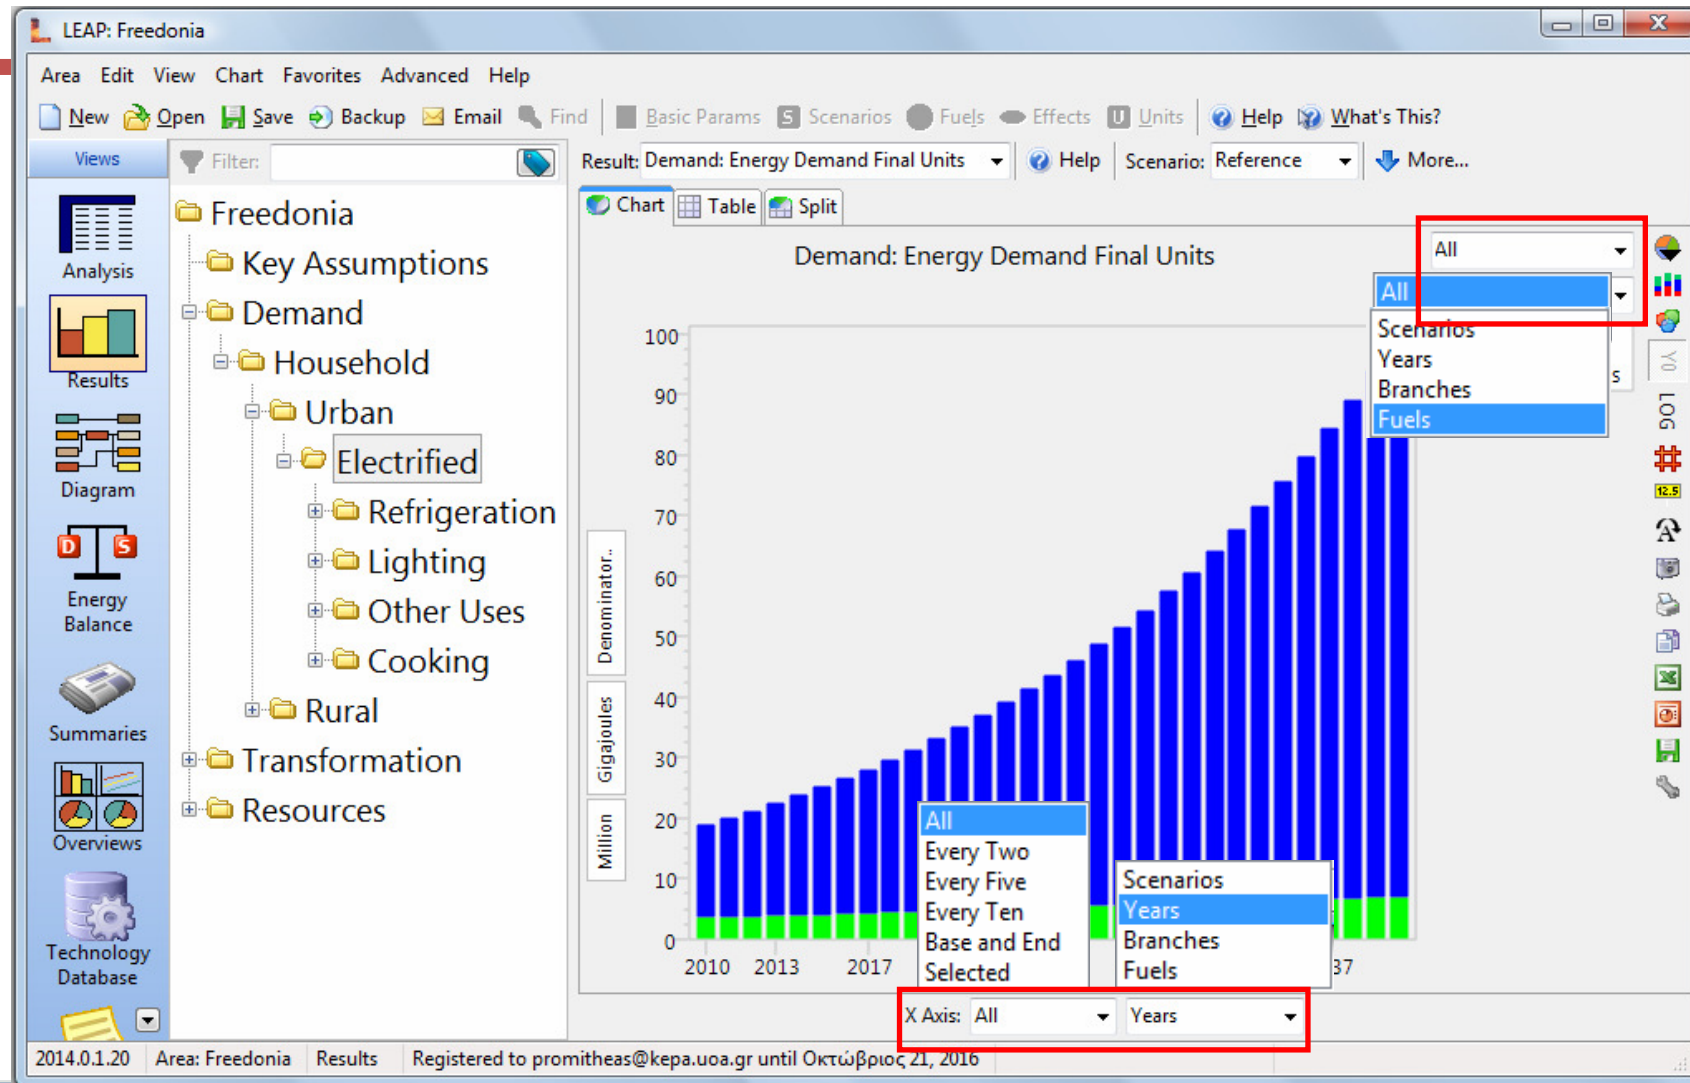 LEAP: Freedonia
Area Edit View Chart Favorites Advanced Help
New Open Save Backup Email Find Basic Params S Scenarios Fuels Effects U Units Help What's This?
Views
Filter:
Result: Demand: Energy Demand Final Units Help Scenario: Reference More...
Chart Table Split
Analysis
Results
Diagram
D S
Energy
Balance
Summaries
Overviews
Technology
Database
Freedonia
Key Assumptions
Demand
Household
Urban
Electrified
Refrigeration
Lighting
Other Uses
Cooking
Rural
Transformation
Resources
Demand: Energy Demand Final Units
All
All
Scenarios
Years
Branches
Fuels
s
Y0
LOG
12.5
A
100
90
80
70
60
50
40
30
20
10
0
Denominator..
Gigajoules
Million
2010 2013 2017 37
All
Every Two
Every Five
Every Ten
Base and End
Selected
Scenarios
Years
Branches
Fuels
X Axis: All Years
2014.0.1.20 Area: Freedonia Results Registered to promitheas@kepa.uoa.gr until Οκτώβριος 21, 2016